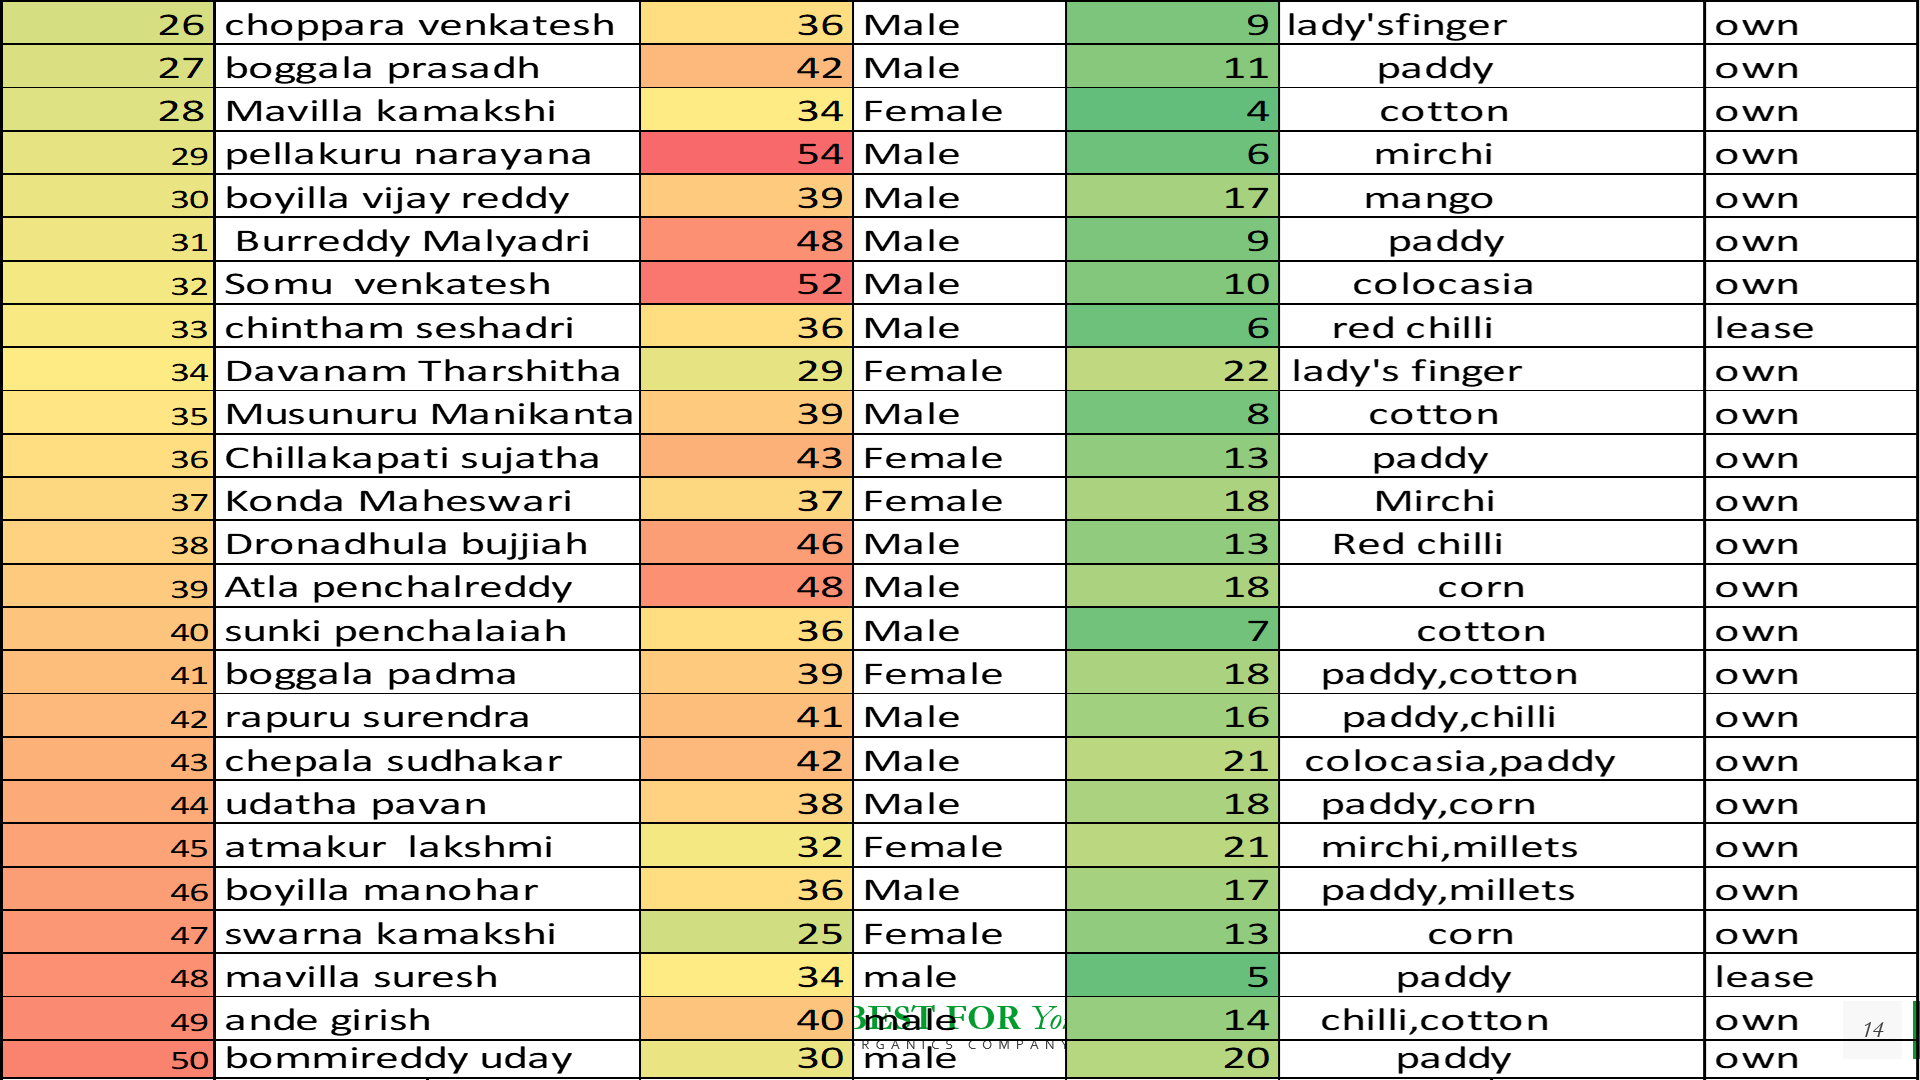 26 choppara venkatesh 36 Male 9 lady'sfinger own
27 boggala prasadh 42 Male 11 paddy own
28 Mavilla kamakshi 34 Female 4 cotton own
29 pellakuru narayana 54 Male 6 mirchi own
30 boyilla vijay reddy 39 Male 17 mango own
31 Burreddy Malyadri 48 Male 9 paddy own
32 Somu venkatesh 52 Male 10 colocasia own
33 chintham seshadri 36 Male 6 red chilli lease
34 Davanam Tharshitha 29 Female 22 lady's finger own
35 Musunuru Manikanta 39 Male 8 cotton own
36 Chillakapati sujatha 43 Female 13 paddy own
37 Konda Maheswari 37 Female 18 Mirchi own
38 Dronadhula bujjiah 46 Male 13 Red chilli own
39 Atla penchalreddy 48 Male 18 corn own
40 sunki penchalaiah 36 Male 7 cotton own
41 boggala padma 39 Female 18 paddy,cotton own
42 rapuru surendra 41 Male 16 paddy,chilli own
43 chepala sudhakar 42 Male 21 colocasia,paddy own
44 udatha pavan 38 Male 18 paddy,corn own
45 atmakur lakshmi 32 Female 21 mirchi,millets own
46 boyilla manohar 36 Male 17 paddy,millets own
47 swarna kamakshi 25 Female 13 corn own
48 mavilla suresh 34 male 5 paddy lease
49 ande girish 40 male 14 chilli,cotton own
BEST FOR
14
COMPANY
50 bommireddy uday 30 male 20 paddy own